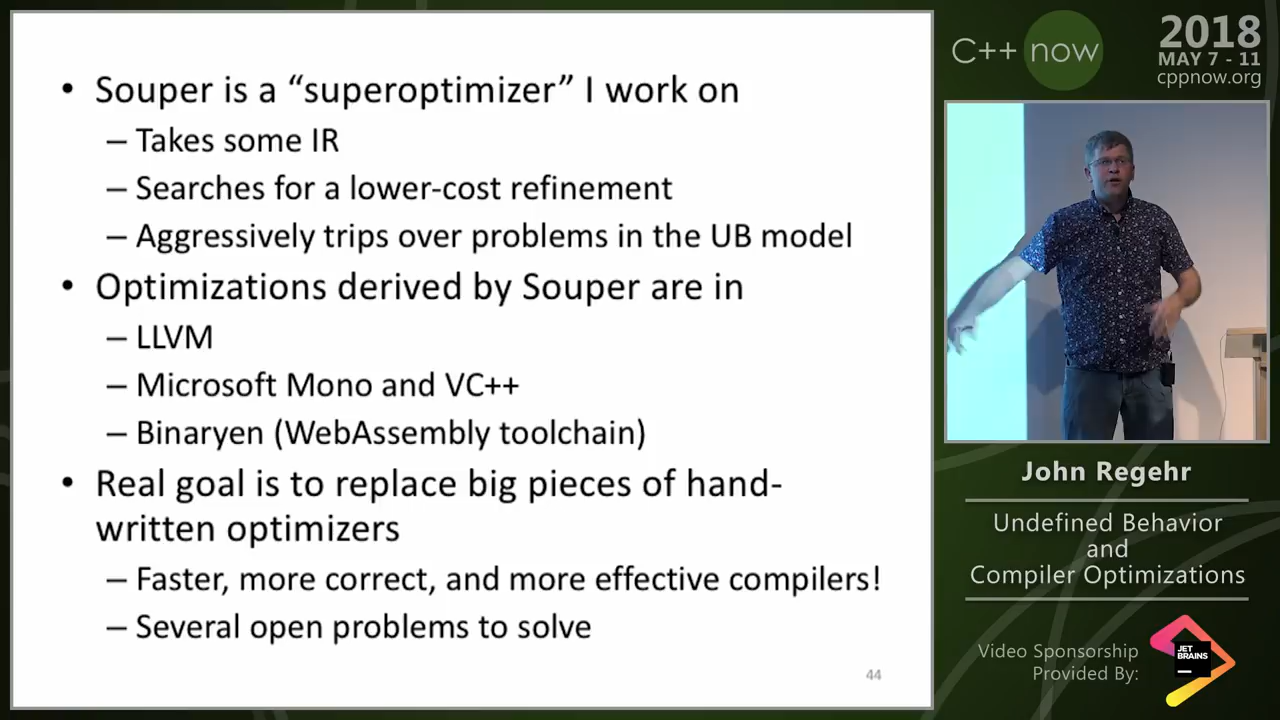 • Souper is a “superoptimizer” I work on
– Takes some IR
– Searches for a lower-cost refinement
– Aggressively trips over problems in the UB model
• Optimizations derived by Souper are in
– LLVM
– Microsoft Mono and VC++
– Binaryen (WebAssembly toolchain)
• Real goal is to replace big pieces of hand-
written optimizers
– Faster, more correct, and more effective compilers!
– Several open problems to solve
44
C++ now
2018
MAY 7 - 11
cppnow.org
John Regehr
Undefined Behavior
and
Compiler Optimizations
Video Sponsorship
Provided By:
JET
BRAINS